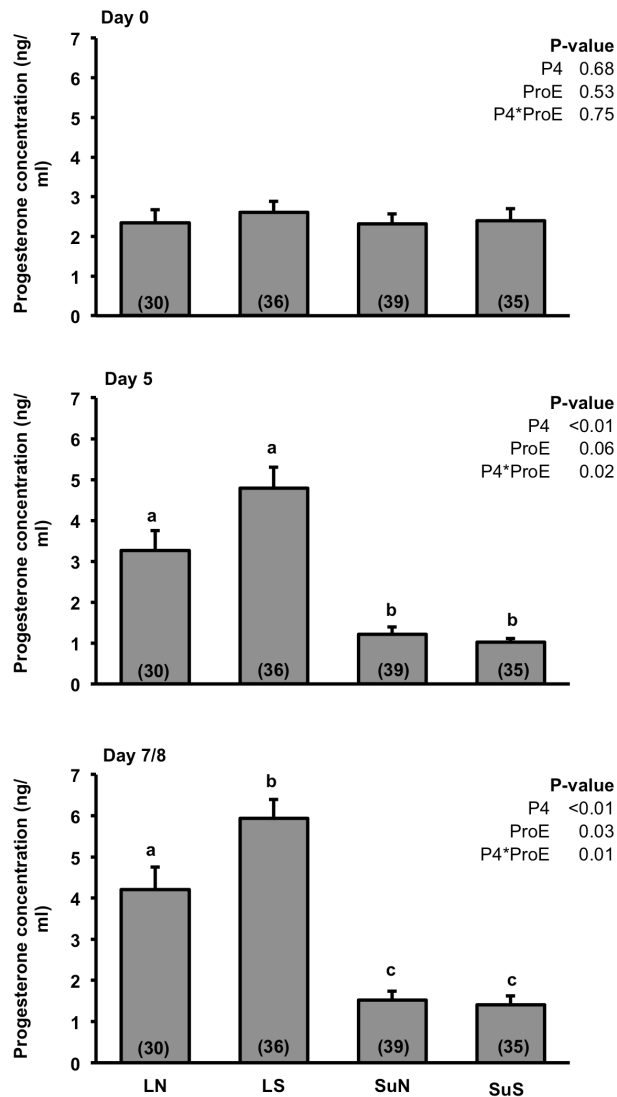 Day 0
Progesterone concentration (ng/
ml)
7
6
5
4
3
2
1
0
P-value
P4 0.68
ProE 0.53
P4*ProE 0.75
(30) (36) (39) (35)
Day 5
Progesterone concentration (ng/
ml)
7
6
5
4
3
2
1
0
P-value
P4 <0.01
ProE 0.06
P4*ProE 0.02
a a b b
(30) (36) (39) (35)
Day 7/8
Progesterone concentration (ng/
ml)
7
6
5
4
3
2
1
0
P-value
P4 <0.01
ProE 0.03
P4*ProE 0.01
a b c c
(30) (36) (39) (35)
LN LS SuN SuS